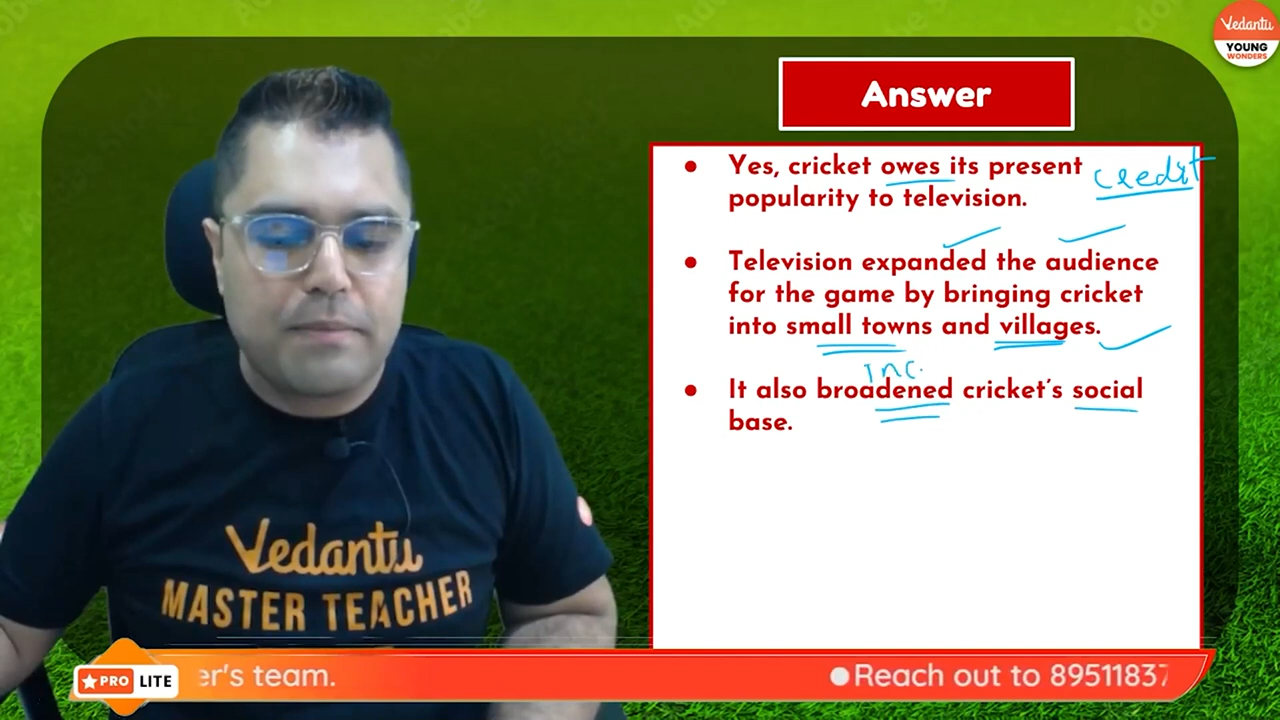 Vedantu
YOUNG
WONDERS
Answer
Yes, cricket owes its present
credit
popularity to television.
Television expanded the audience
for the game by bringing cricket
into small towns and villages.
inc.
It also broadened cricket's social
base.
Vedantu
MASTER TEACHER
PRO LITE
er's team.
Reach out to 8951183